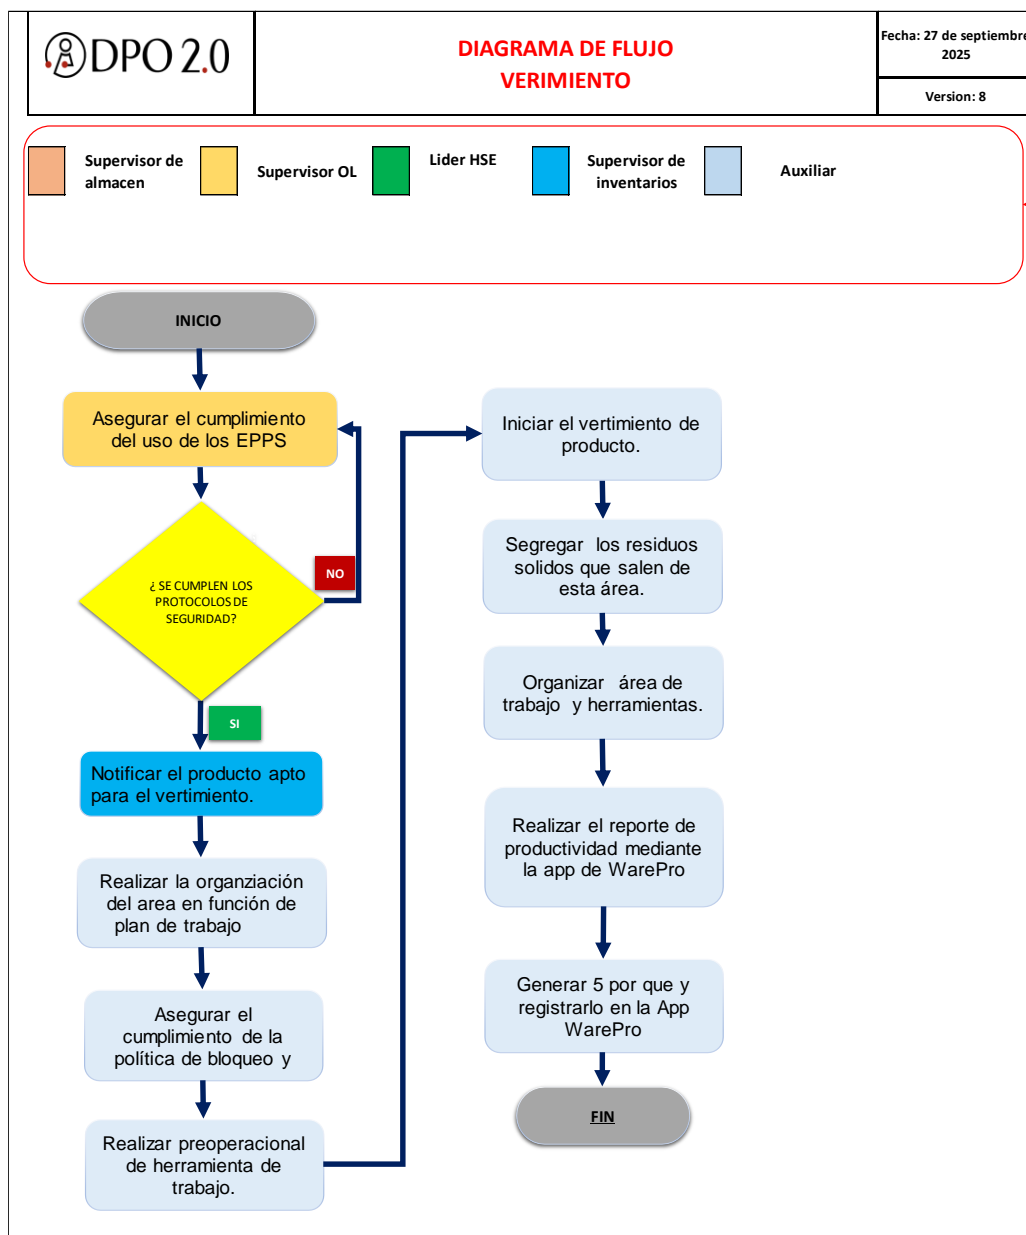 DPO 2.0
DIAGRAMA DE FLUJO
VERIMIENTO
Fecha: 27 de septiembre
2025
Version: 8
Supervisor de
almacen
Supervisor OL
Lider HSE
Supervisor de
inventarios
Auxiliar
INICIO
Asegurar el cumplimiento
del uso de los EPPS
¿ SE CUMPLEN LOS
PROTOCOLOS DE
SEGURIDAD?
NO
SI
Notificar el producto apto
para el vertimiento.
Realizar la organziación
del area en función de
plan de trabajo
Asegurar el
cumplimiento de la
política de bloqueo y
Realizar preoperacional
de herramienta de
trabajo.
Iniciar el vertimiento de
producto.
Segregar los residuos
solidos que salen de
esta área.
Organizar área de
trabajo y herramientas.
Realizar el reporte de
productividad mediante
la app de WarePro
Generar 5 por que y
registrarlo en la App
WarePro
FIN